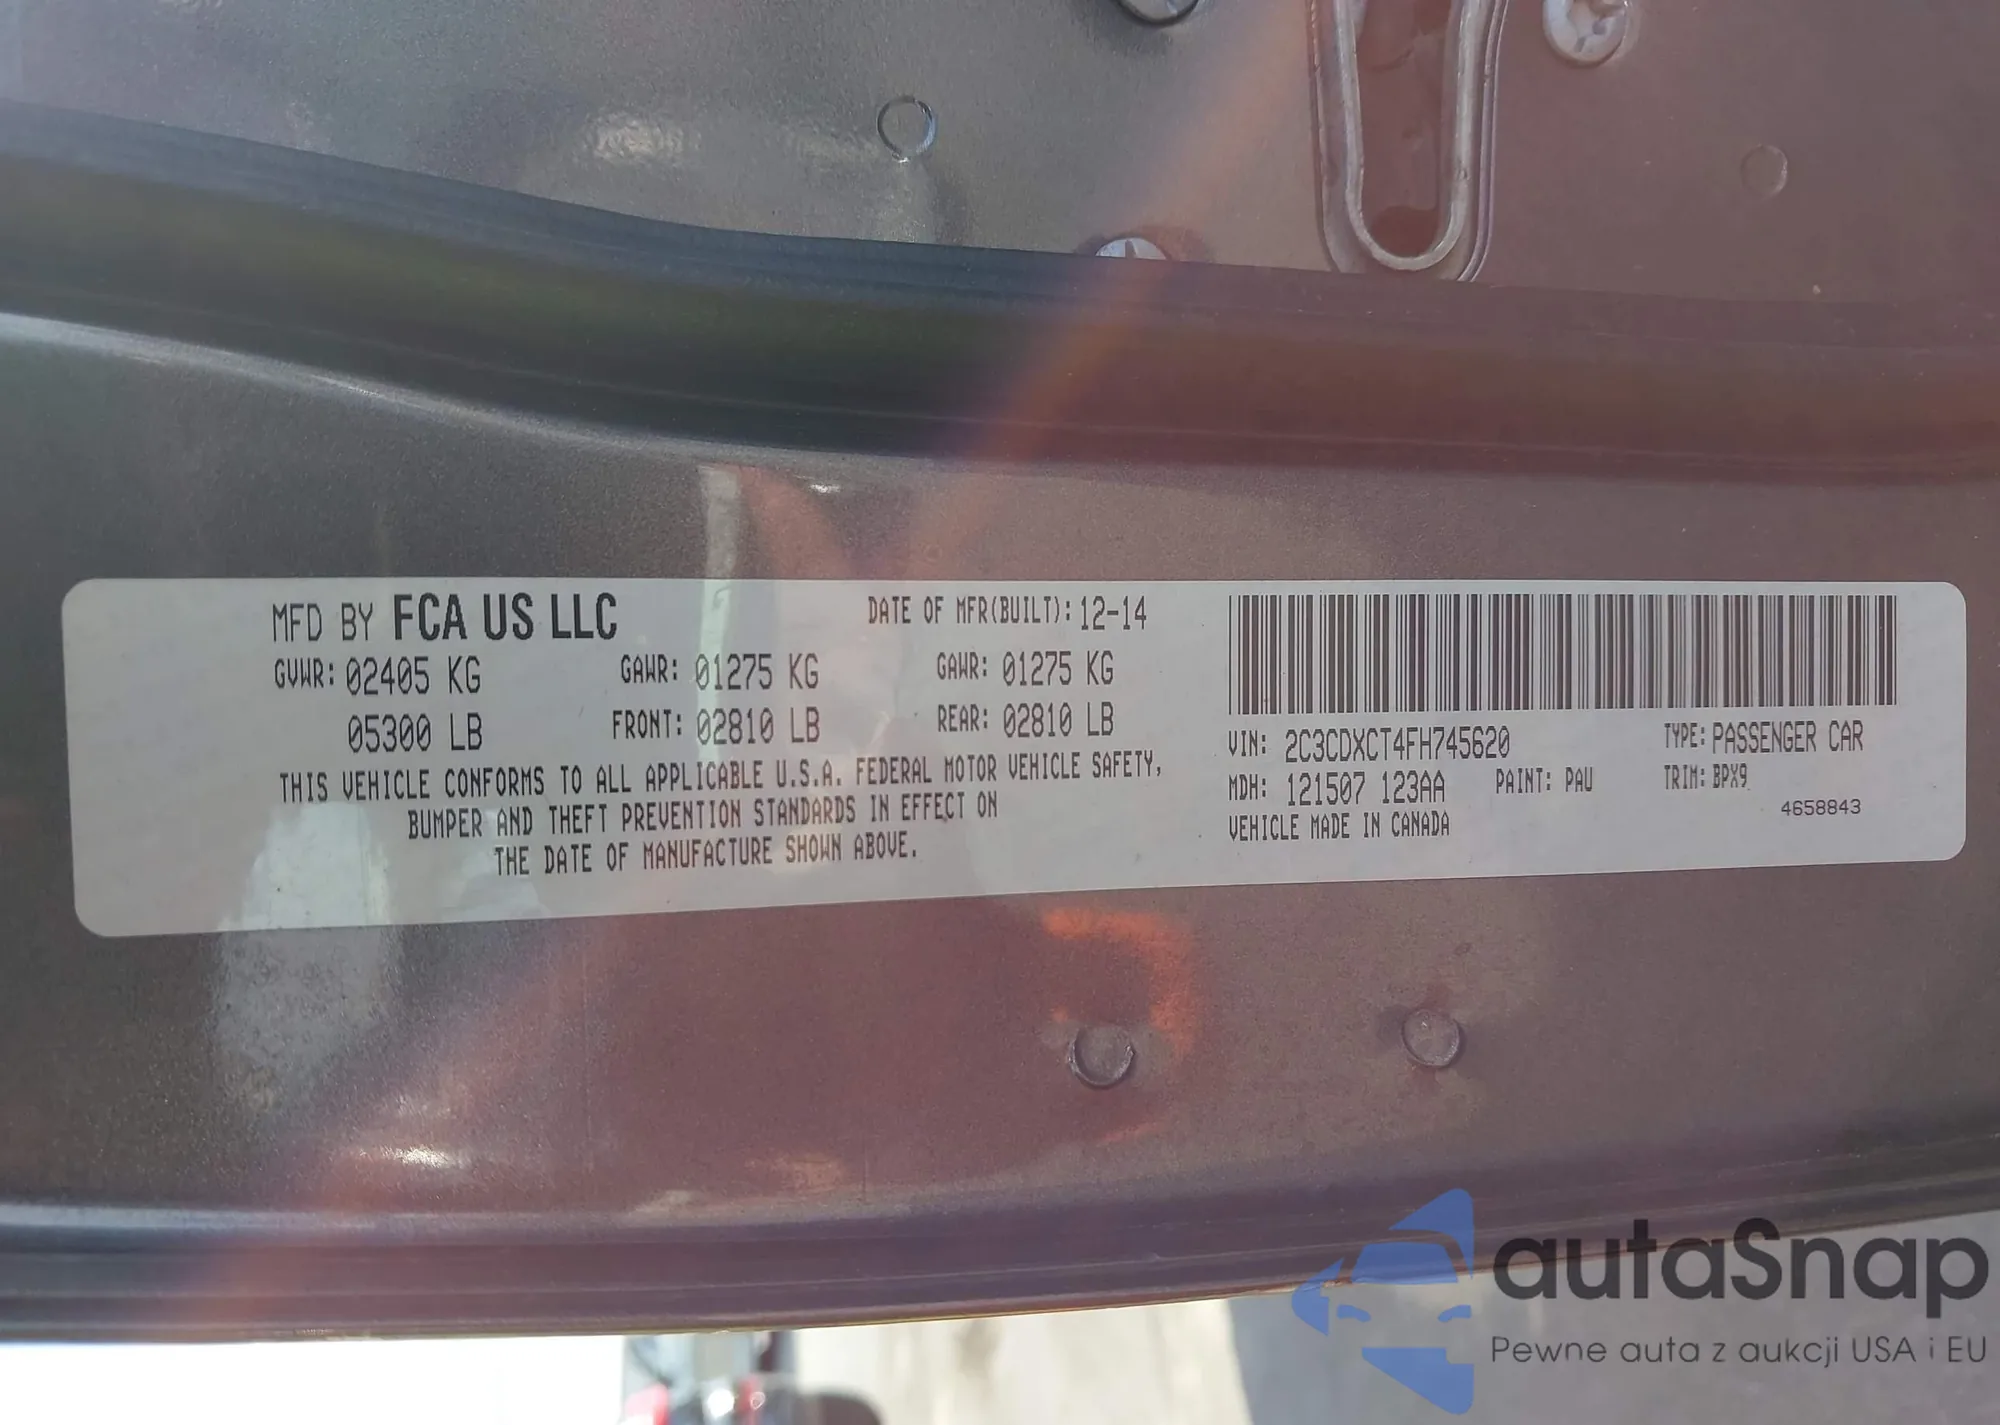 MFD BY FCA US LLC
DATE OF MFR(BUILT): 12-14
GVWR: 02405 KG
GAWR: 01275 KG
GAWR: 01275 KG
05300 LB
FRONT: 02810 LB
REAR: 02810 LB
THIS VEHICLE CONFORMS TO ALL APPLICABLE U.S.A. FEDERAL MOTOR VEHICLE SAFETY,
BUMPER AND THEFT PREVENTION STANDARDS IN EFFECT ON
THE DATE OF MANUFACTURE SHOWN ABOVE.
VIN: 2C3CDXCT4FH745620
TYPE: PASSENGER CAR
MDH: 121507 123AA
PAINT: PAU
TRIM: BPX9
VEHICLE MADE IN CANADA
4658843
autaSnap
Pewne auta z aukcji USA i EU